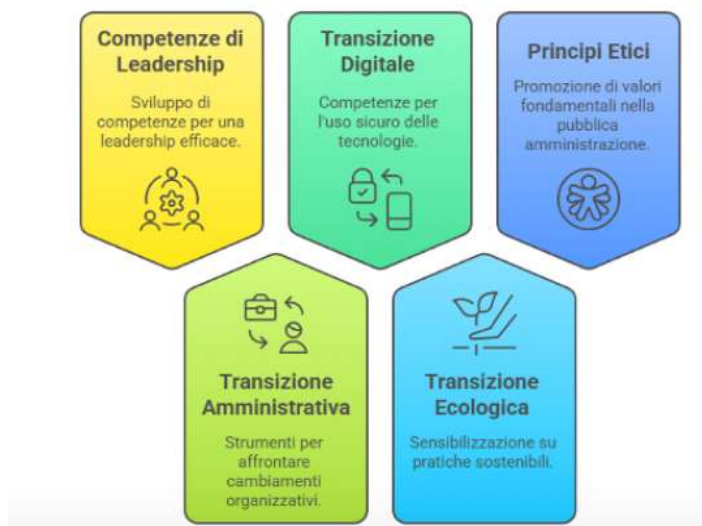 Competenze di
Leadership
Sviluppo di
competenze per una
leadership efficace.
Transizione
Digitale
Competenze per
l'uso sicuro delle
tecnologie.
Principi Etici
Promozione di valori
fondamentali nella
pubblica
amministrazione.
Transizione
Amministrativa
Strumenti per
affrontare
cambiamenti
organizzativi.
Transizione
Ecologica
Sensibilizzazione su
pratiche sostenibili.